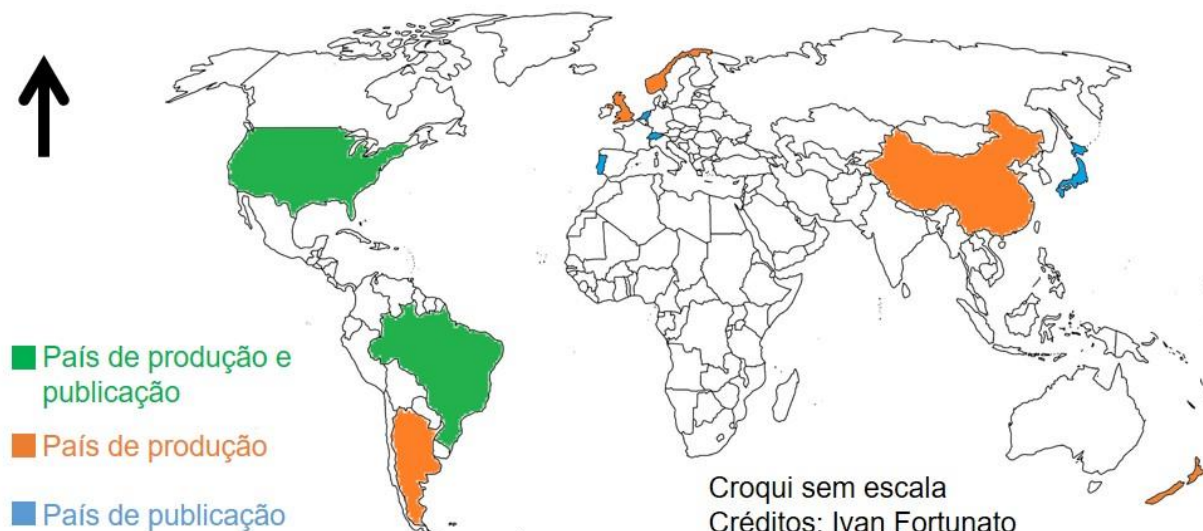 País de produção e
publicação
País de produção
País de publicação
Croqui sem escala
Créditos: Ivan Fortunato